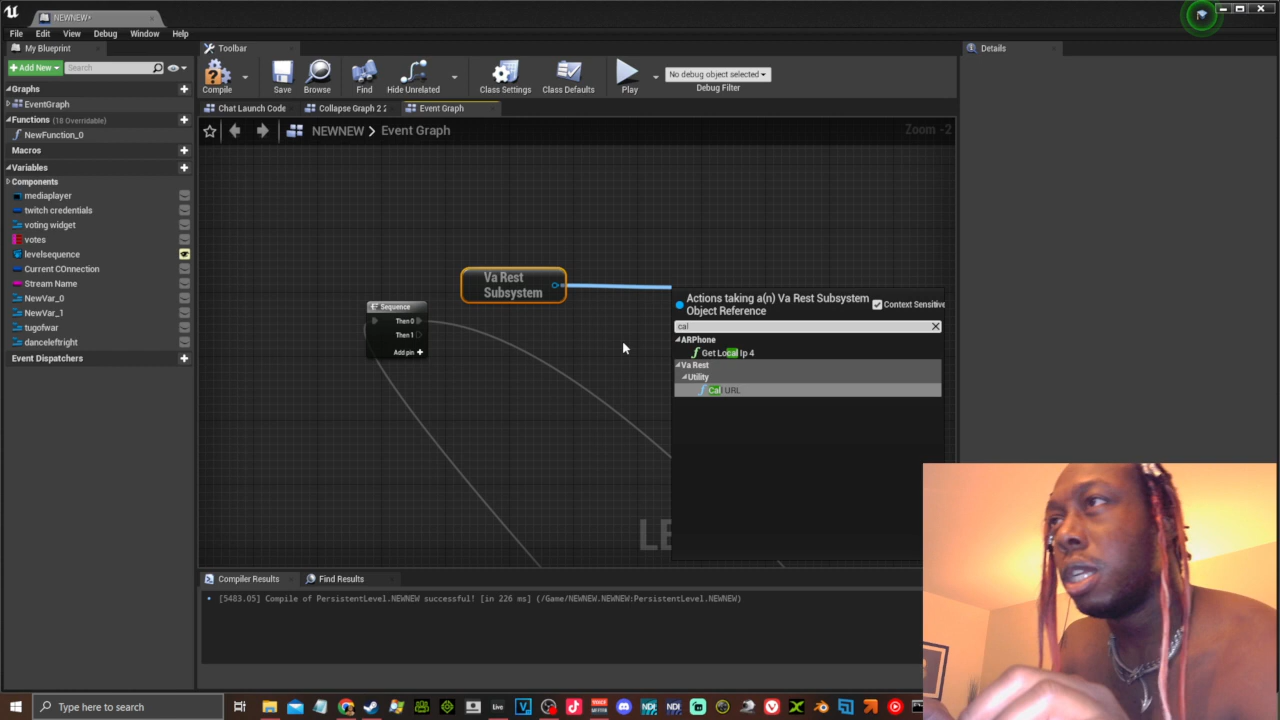 NEWNEW*
File Edit View Debug Window Help
My Blueprint
Toolbar
Details
Add New
Search
Compile
Save
Browse
Find
Hide Unrelated
Class Settings
Class Defaults
Play
No debug object selected
Debug Filter
Graphs
EventGraph
Functions (18 Overridable)
NewFunction_0
Macros
Variables
Components
mediaplayer
twitch credentials
voting widget
votes
levelsequence
Current COnnection
Stream Name
NewVar_0
NewVar_1
tugofwar
danceleftright
Event Dispatchers
Chat Launch Code
Collapse Graph 2 2
Event Graph
NEWNEW > Event Graph
Zoom -2
Va Rest
Subsystem
Sequence
Then 0
Then 1
Add pin
Actions taking a(n) Va Rest Subsystem
Object Reference
Context Sensitive
cal
ARPhone
Get Local Ip 4
Va Rest
Utility
Call URL
LE
Compiler Results
Find Results
[5483.05] Compile of PersistentLevel.NEWNEW successful! [in 226 ms] (/Game/NEWNEW.NEWNEW:PersistentLevel.NEWNEW)
Type here to search
Live